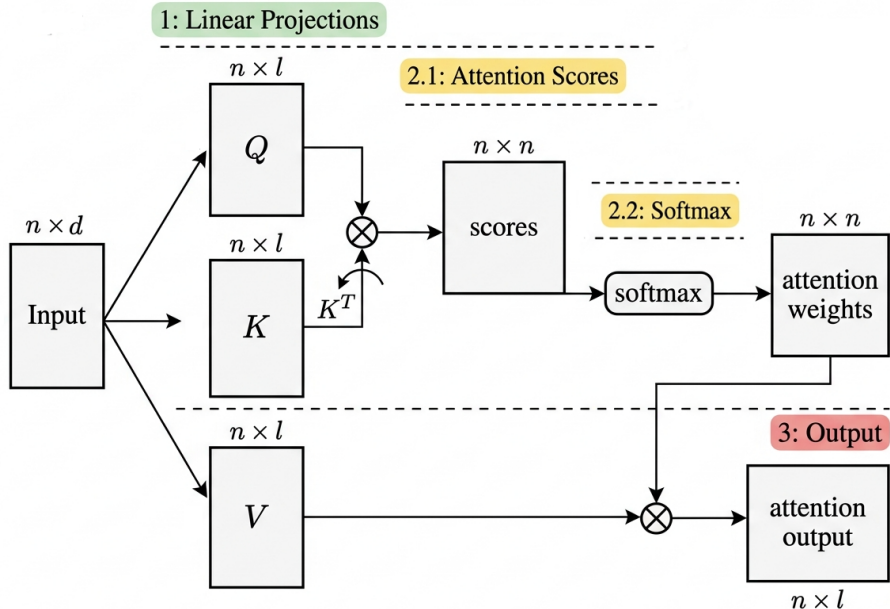 1: Linear Projections
n × l
2.1: Attention Scores
Q
n × n
scores
2.2: Softmax
n × d
Input
n × l
K
K^T
softmax
n × n
attention
weights
3: Output
n × l
V
attention
output
n × l